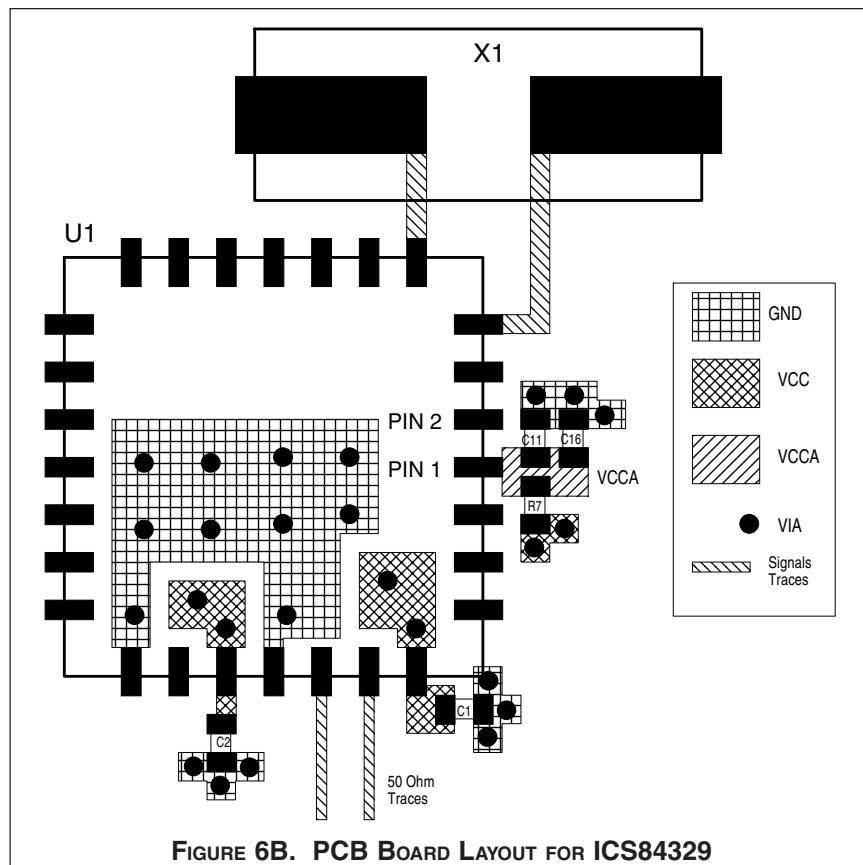 X1
U1
GND
VCC
PIN 2
C11 C16
PIN 1
VCCA
VCCA
R7
VIA
Signals
Traces
C1
C2
50 Ohm
Traces
FIGURE 6B. PCB BOARD LAYOUT FOR ICS84329